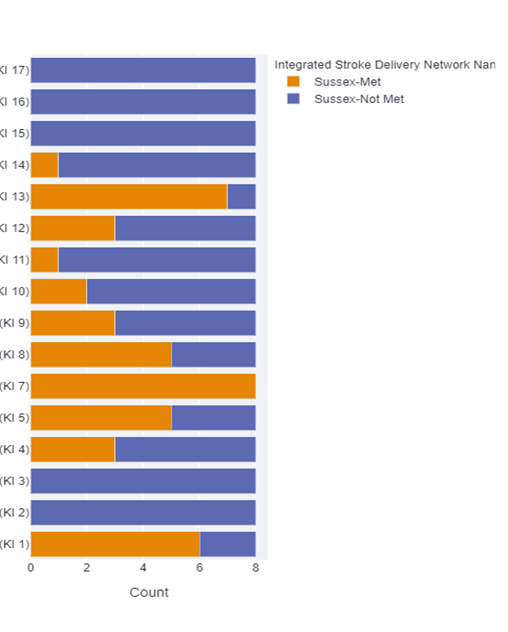 Integrated Stroke Delivery Network Nan
Sussex-Met
Sussex-Not Met
KI 17)
KI 16)
KI 15)
KI 14)
KI 13)
KI 12)
KI 11)
KI 10)
(KI 9)
(KI 8)
(KI 7)
(KI 5)
(KI 4)
(KI 3)
(KI 2)
(KI 1)
0 2 4 6 8
Count